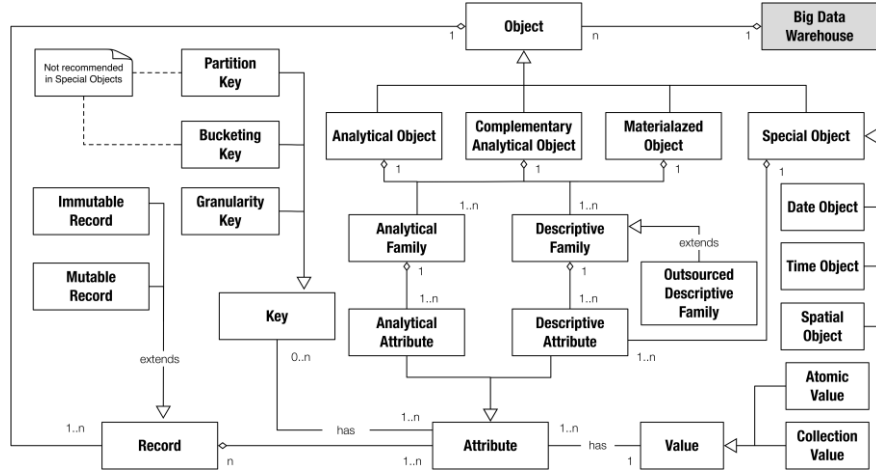 Object
1
n
1
Big Data
Warehouse
Not recommended
in Special Objects
Partition
Key
Bucketing
Key
Granularity
Key
Immutable
Record
Mutable
Record
extends
Analytical Object
1
Complementary
Analytical Object
1
Materialazed
Object
1
Special Object
1
1..n
1..n
Analytical
Family
1
Descriptive
Family
1
extends
Outsourced
Descriptive
Family
Date Object
Time Object
Spatial
Object
Key
0..n
1..n
Analytical
Attribute
1..n
Descriptive
Attribute
1..n
1..n
Record
n
has
1..n
1..n
Attribute
1..n
has
1
Value
Atomic
Value
Collection
Value